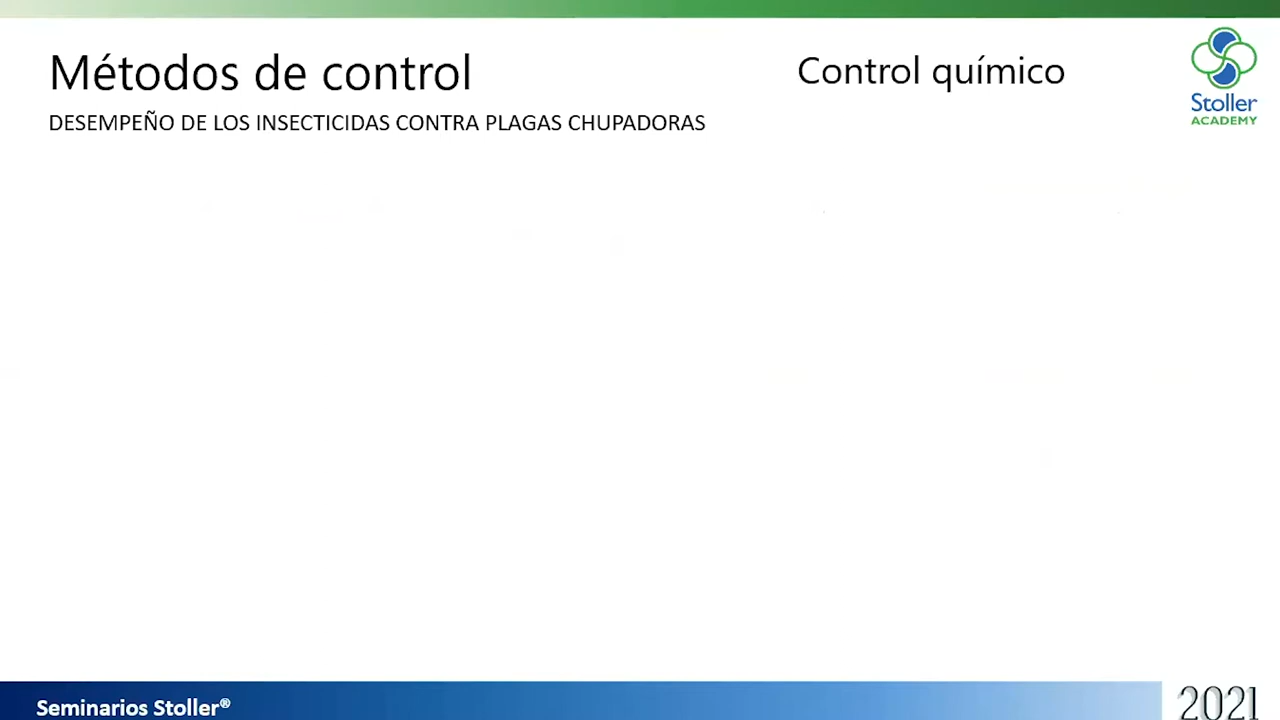 Métodos de control
Control químico
DESEMPEÑO DE LOS INSECTICIDAS CONTRA PLAGAS CHUPADORAS
Stoller
ACADEMY
Seminarios Stoller®
2021